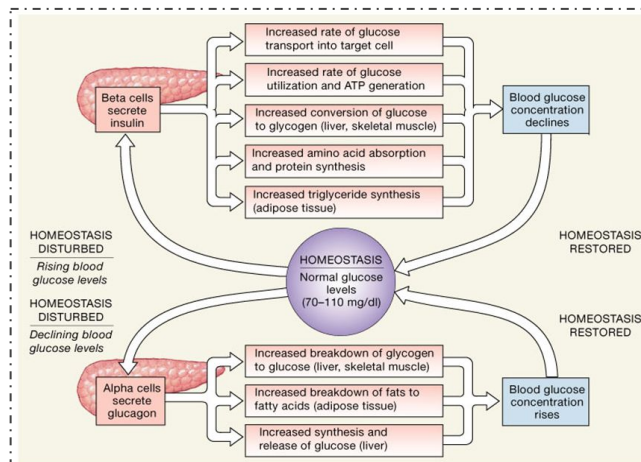 Increased rate of glucose
transport into target cell
Increased rate of glucose
utilization and ATP generation
Beta cells
secrete
insulin
Increased conversion of glucose
to glycogen (liver, skeletal muscle)
Blood glucose
concentration
declines
Increased amino acid absorption
and protein synthesis
Increased triglyceride synthesis
(adipose tissue)
HOMEOSTASIS
DISTURBED
Rising blood
glucose levels
HOMEOSTASIS
RESTORED
HOMEOSTASIS
Normal glucose
levels
(70–110 mg/dl)
HOMEOSTASIS
DISTURBED
Declining blood
glucose levels
HOMEOSTASIS
RESTORED
Increased breakdown of glycogen
to glucose (liver, skeletal muscle)
Alpha cells
secrete
glucagon
Increased breakdown of fats to
fatty acids (adipose tissue)
Blood glucose
concentration
rises
Increased synthesis and
release of glucose (liver)